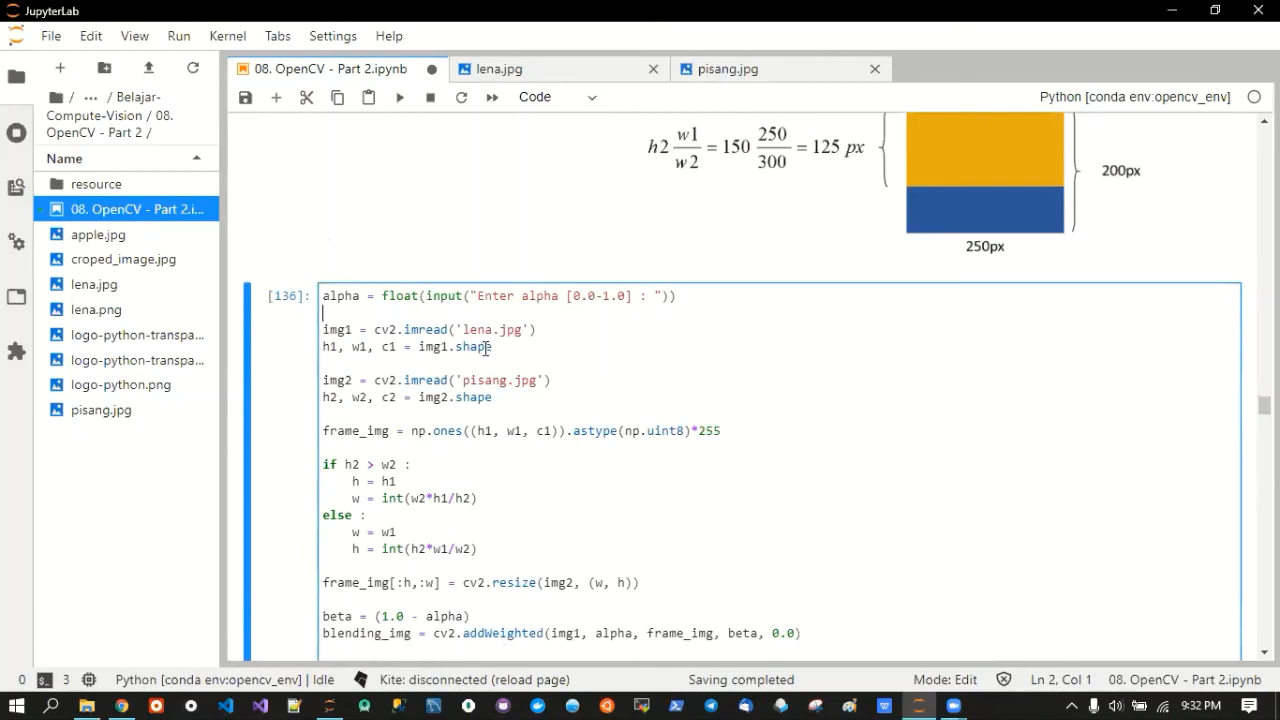 JupyterLab
File Edit View Run Kernel Tabs Settings Help
08. OpenCV - Part 2.ipynb
lena.jpg
pisang.jpg
/ ... / Belajar-
Compute-Vision / 08.
OpenCV - Part 2 /
Code
Python [conda env:opencv_env]
Name
resource
08. OpenCV - Part 2.i...
apple.jpg
croped_image.jpg
lena.jpg
lena.png
logo-python-transpa...
logo-python-transpa...
logo-python.png
pisang.jpg
h2 w1/w2 = 150 250/300 = 125 px
200px
250px
[136]:
alpha = float(input("Enter alpha [0.0-1.0] : "))
img1 = cv2.imread('lena.jpg')
h1, w1, c1 = img1.shape
img2 = cv2.imread('pisang.jpg')
h2, w2, c2 = img2.shape
frame_img = np.ones((h1, w1, c1)).astype(np.uint8)*255
if h2 > w2 :
h = h1
w = int(w2*h1/h2)
else :
w = w1
h = int(h2*w1/w2)
frame_img[:h,:w] = cv2.resize(img2, (w, h))
beta = (1.0 - alpha)
blending_img = cv2.addWeighted(img1, alpha, frame_img, beta, 0.0)
0 3 Python [conda env:opencv_env] | Idle Kite: disconnected (reload page) Saving completed Mode: Edit Ln 2, Col 1 08. OpenCV - Part 2.ipynb
9:32 PM